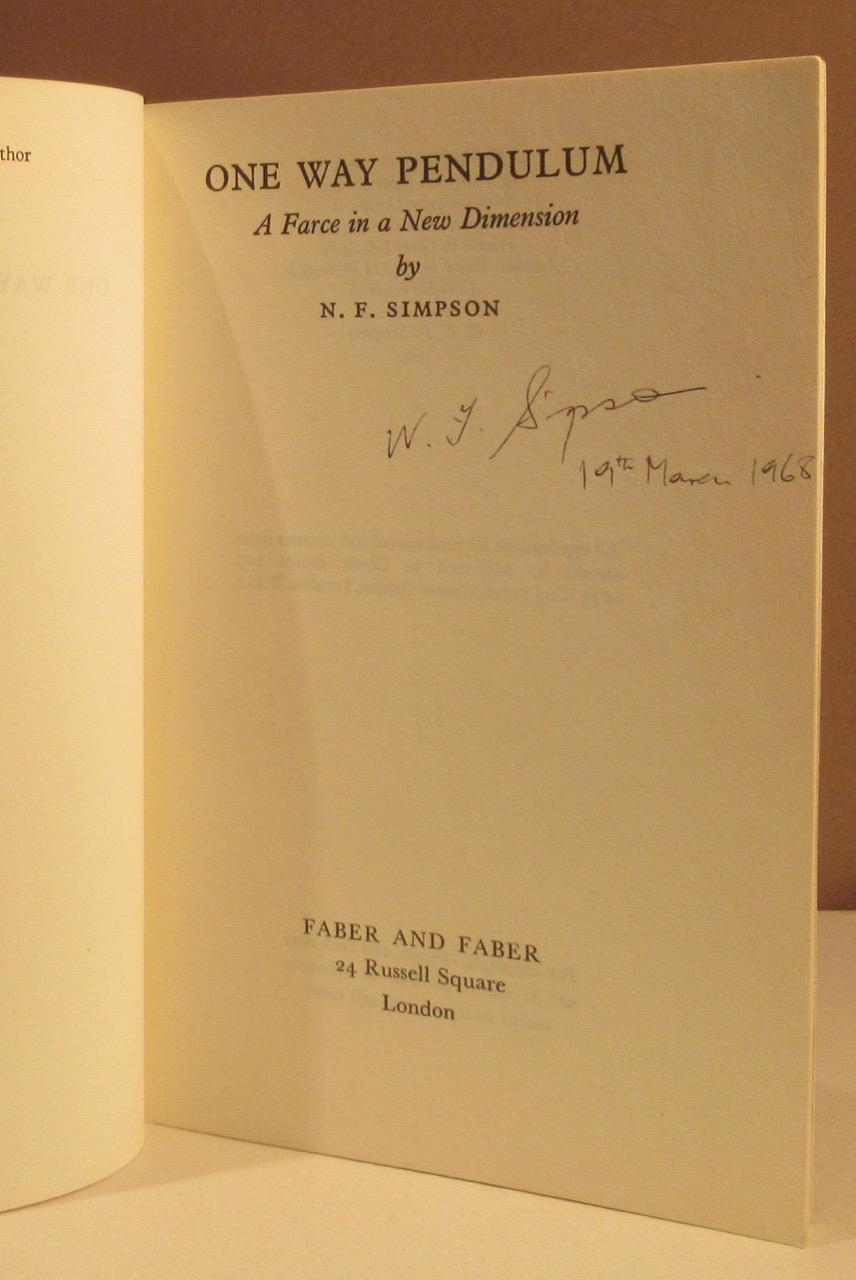 thor
ONE WAY PENDULUM
A Farce in a New Dimension
by
N. F. SIMPSON
N. F. Simpson
19th March 1968
FABER AND FABER
24 Russell Square
London